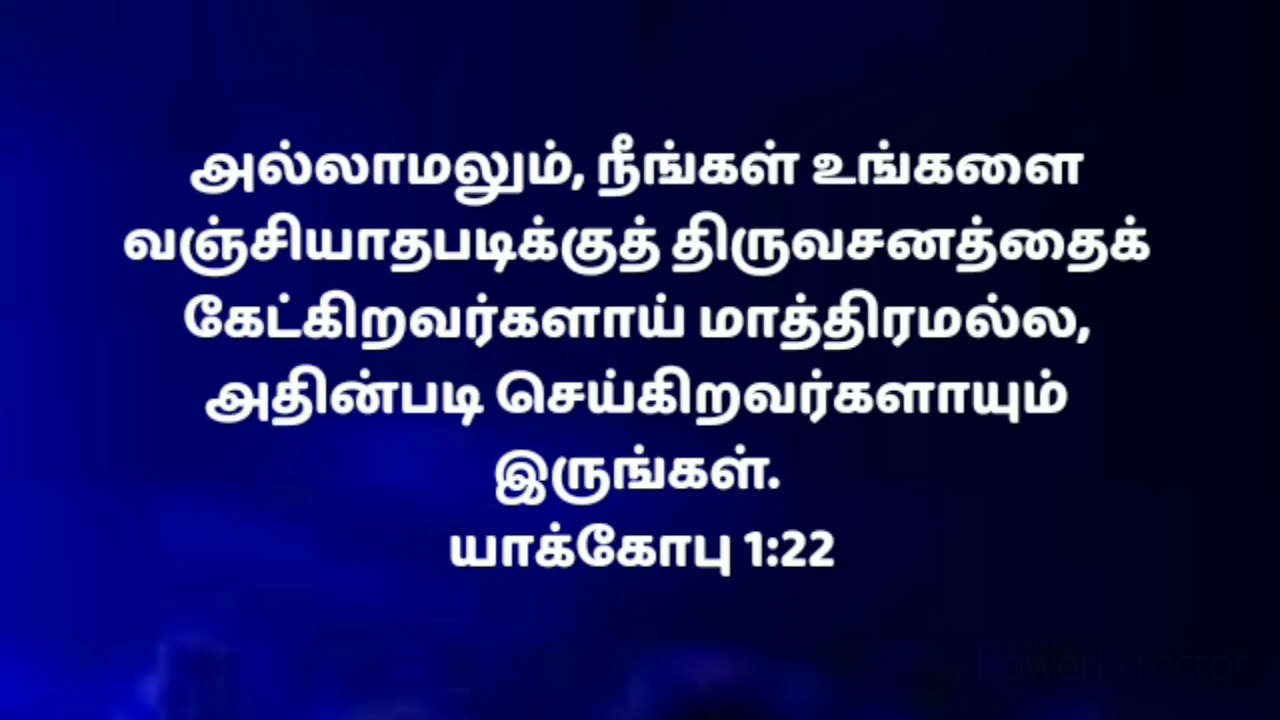 அல்லாமலும், நீங்கள் உங்களை
வஞ்சியாதபடிக்குத் திருவசனத்தைக்
கேட்கிறவர்களாய் மாத்திரமல்ல,
அதின்படி செய்கிறவர்களாயும்
இருங்கள்.
யாக்கோபு 1:22
PowerDirector